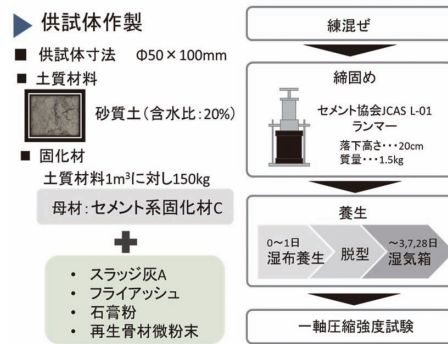 供試体作製
■ 供試体寸法 Φ50×100mm
■ 土質材料
砂質土(含水比:20%)
■ 固化材
土質材料1m³に対し150kg
母材:セメント系固化材C
• スラッジ灰A
• フライアッシュ
• 石膏粉
• 再生骨材微粉末
練混ぜ
締固め
セメント協会JCAS L-01
ランマー
落下高さ・・・20cm
質量・・・1.5kg
養生
0~1日
湿布養生
脱型
~3,7,28日
湿気箱
一軸圧縮強度試験